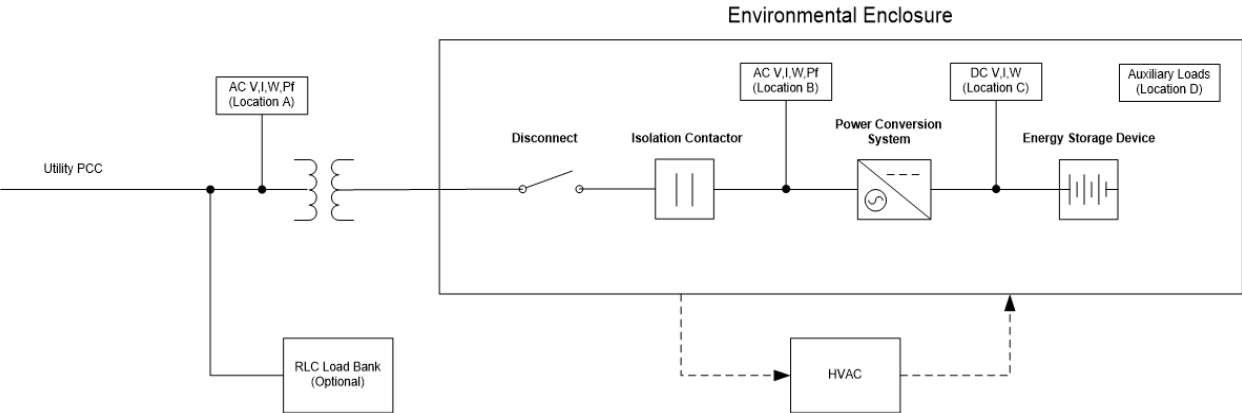 Environmental Enclosure
AC V,I,W,Pf
(Location A)
AC V,I,W,Pf
(Location B)
DC V,I,W
(Location C)
Auxiliary Loads
(Location D)
Disconnect
Isolation Contactor
Power Conversion
System
Energy Storage Device
Utility PCC
RLC Load Bank
(Optional)
HVAC